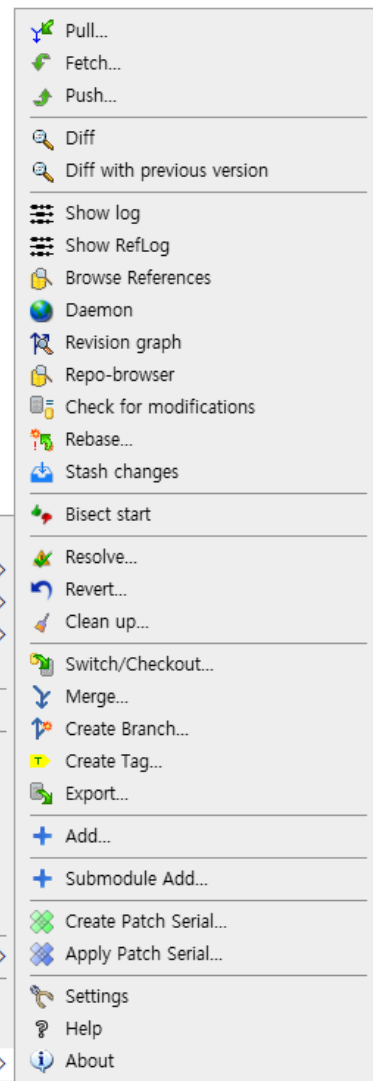 Pull...
Fetch...
Push...
Diff
Diff with previous version
Show log
Show RefLog
Browse References
Daemon
Revision graph
Repo-browser
Check for modifications
Rebase...
Stash changes
Bisect start
Resolve...
Revert...
Clean up...
Switch/Checkout...
Merge...
Create Branch...
Create Tag...
Export...
Add...
Submodule Add...
Create Patch Serial...
Apply Patch Serial...
Settings
Help
About